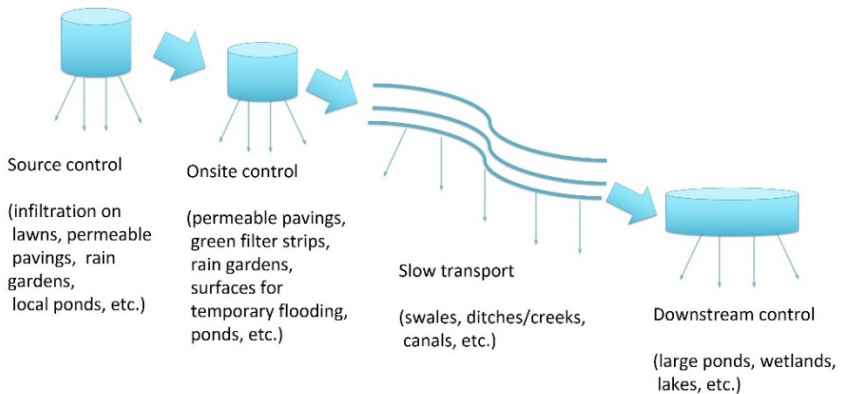 Source control
(infiltration on
lawns, permeable
pavings, rain
gardens,
local ponds, etc.)
Onsite control
(permeable pavings,
green filter strips,
rain gardens,
surfaces for
temporary flooding,
ponds, etc.)
Slow transport
(swales, ditches/creeks,
canals, etc.)
Downstream control
(large ponds, wetlands,
lakes, etc.)